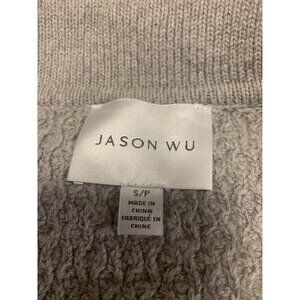 JASON WU
S/P
MADE IN
CHINA
FABRIQUÉ EN
CHINE